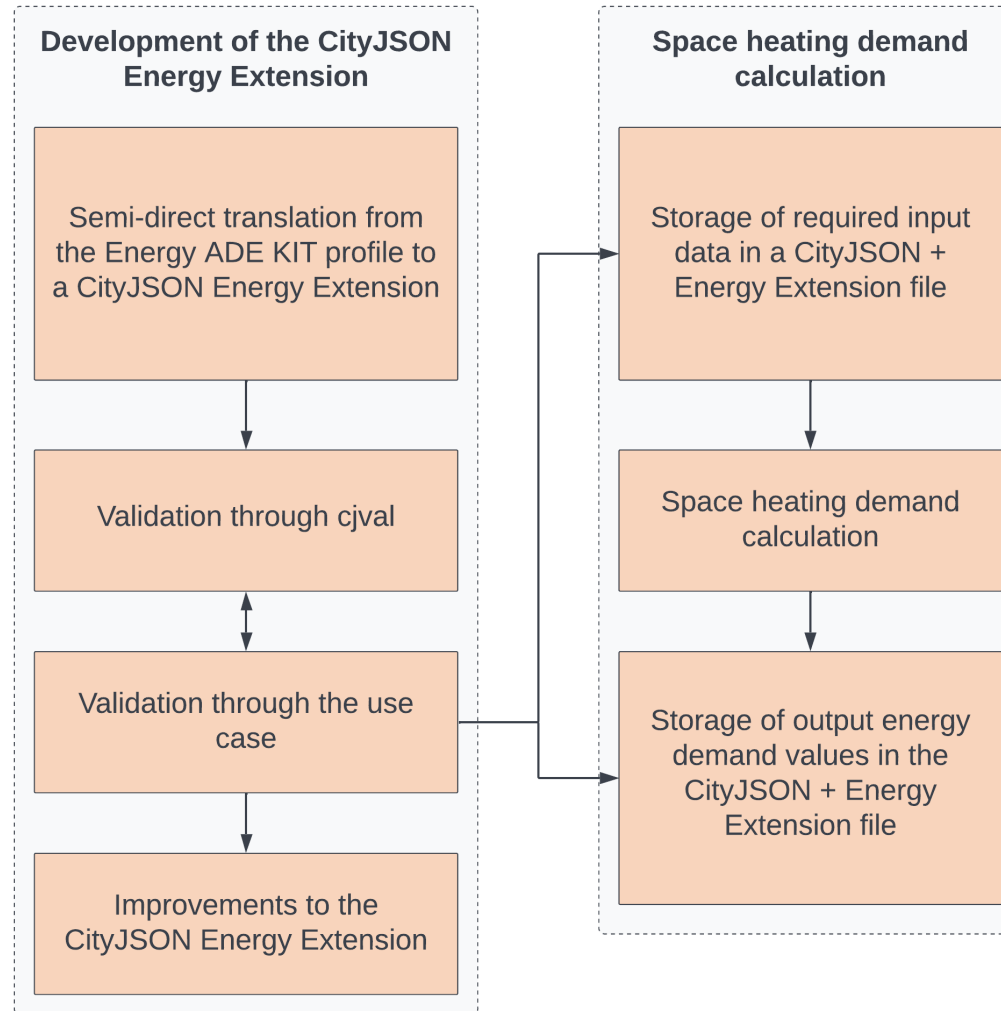 Development of the CityJSON
Energy Extension
Semi-direct translation from
the Energy ADE KIT profile to
a CityJSON Energy Extension
Validation through cjval
Validation through the use
case
Improvements to the
CityJSON Energy Extension
Space heating demand
calculation
Storage of required input
data in a CityJSON +
Energy Extension file
Space heating demand
calculation
Storage of output energy
demand values in the
CityJSON + Energy
Extension file